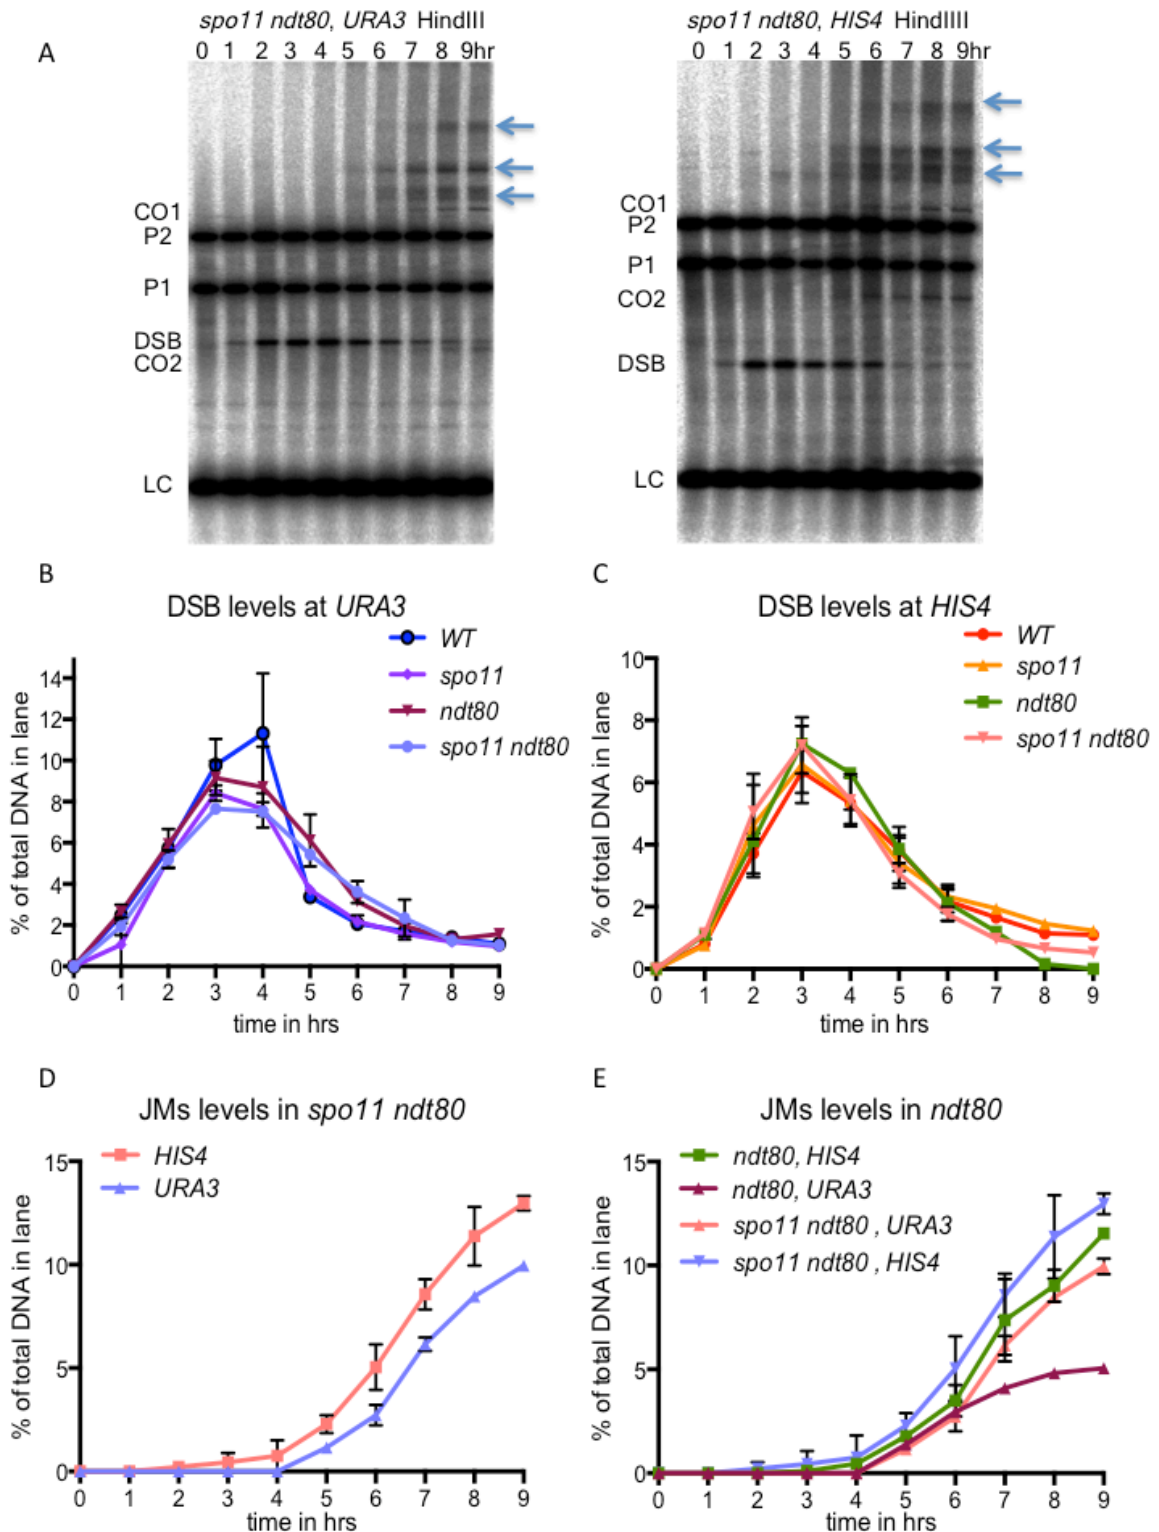 A
spo11 ndt80, URA3 HindIII
0 1 2 3 4 5 6 7 8 9hr
CO1
P2
P1
DSB
CO2
LC
spo11 ndt80, HIS4 HindIIII
0 1 2 3 4 5 6 7 8 9hr
CO1
P2
P1
CO2
DSB
LC
B
DSB levels at URA3
WT
spo11
ndt80
spo11 ndt80
% of total DNA in lane
14
12
10
8
6
4
2
0
0 1 2 3 4 5 6 7 8 9
time in hrs
C
DSB levels at HIS4
WT
spo11
ndt80
spo11 ndt80
% of total DNA in lane
10
8
6
4
2
0
0 1 2 3 4 5 6 7 8 9
time in hrs
D
JMs levels in spo11 ndt80
HIS4
URA3
% of total DNA in lane
15
10
5
0
0 1 2 3 4 5 6 7 8 9
time in hrs
E
JMs levels in ndt80
ndt80, HIS4
ndt80, URA3
spo11 ndt80 , URA3
spo11 ndt80 , HIS4
% of total DNA in lane
15
10
5
0
0 1 2 3 4 5 6 7 8 9
time in hrs